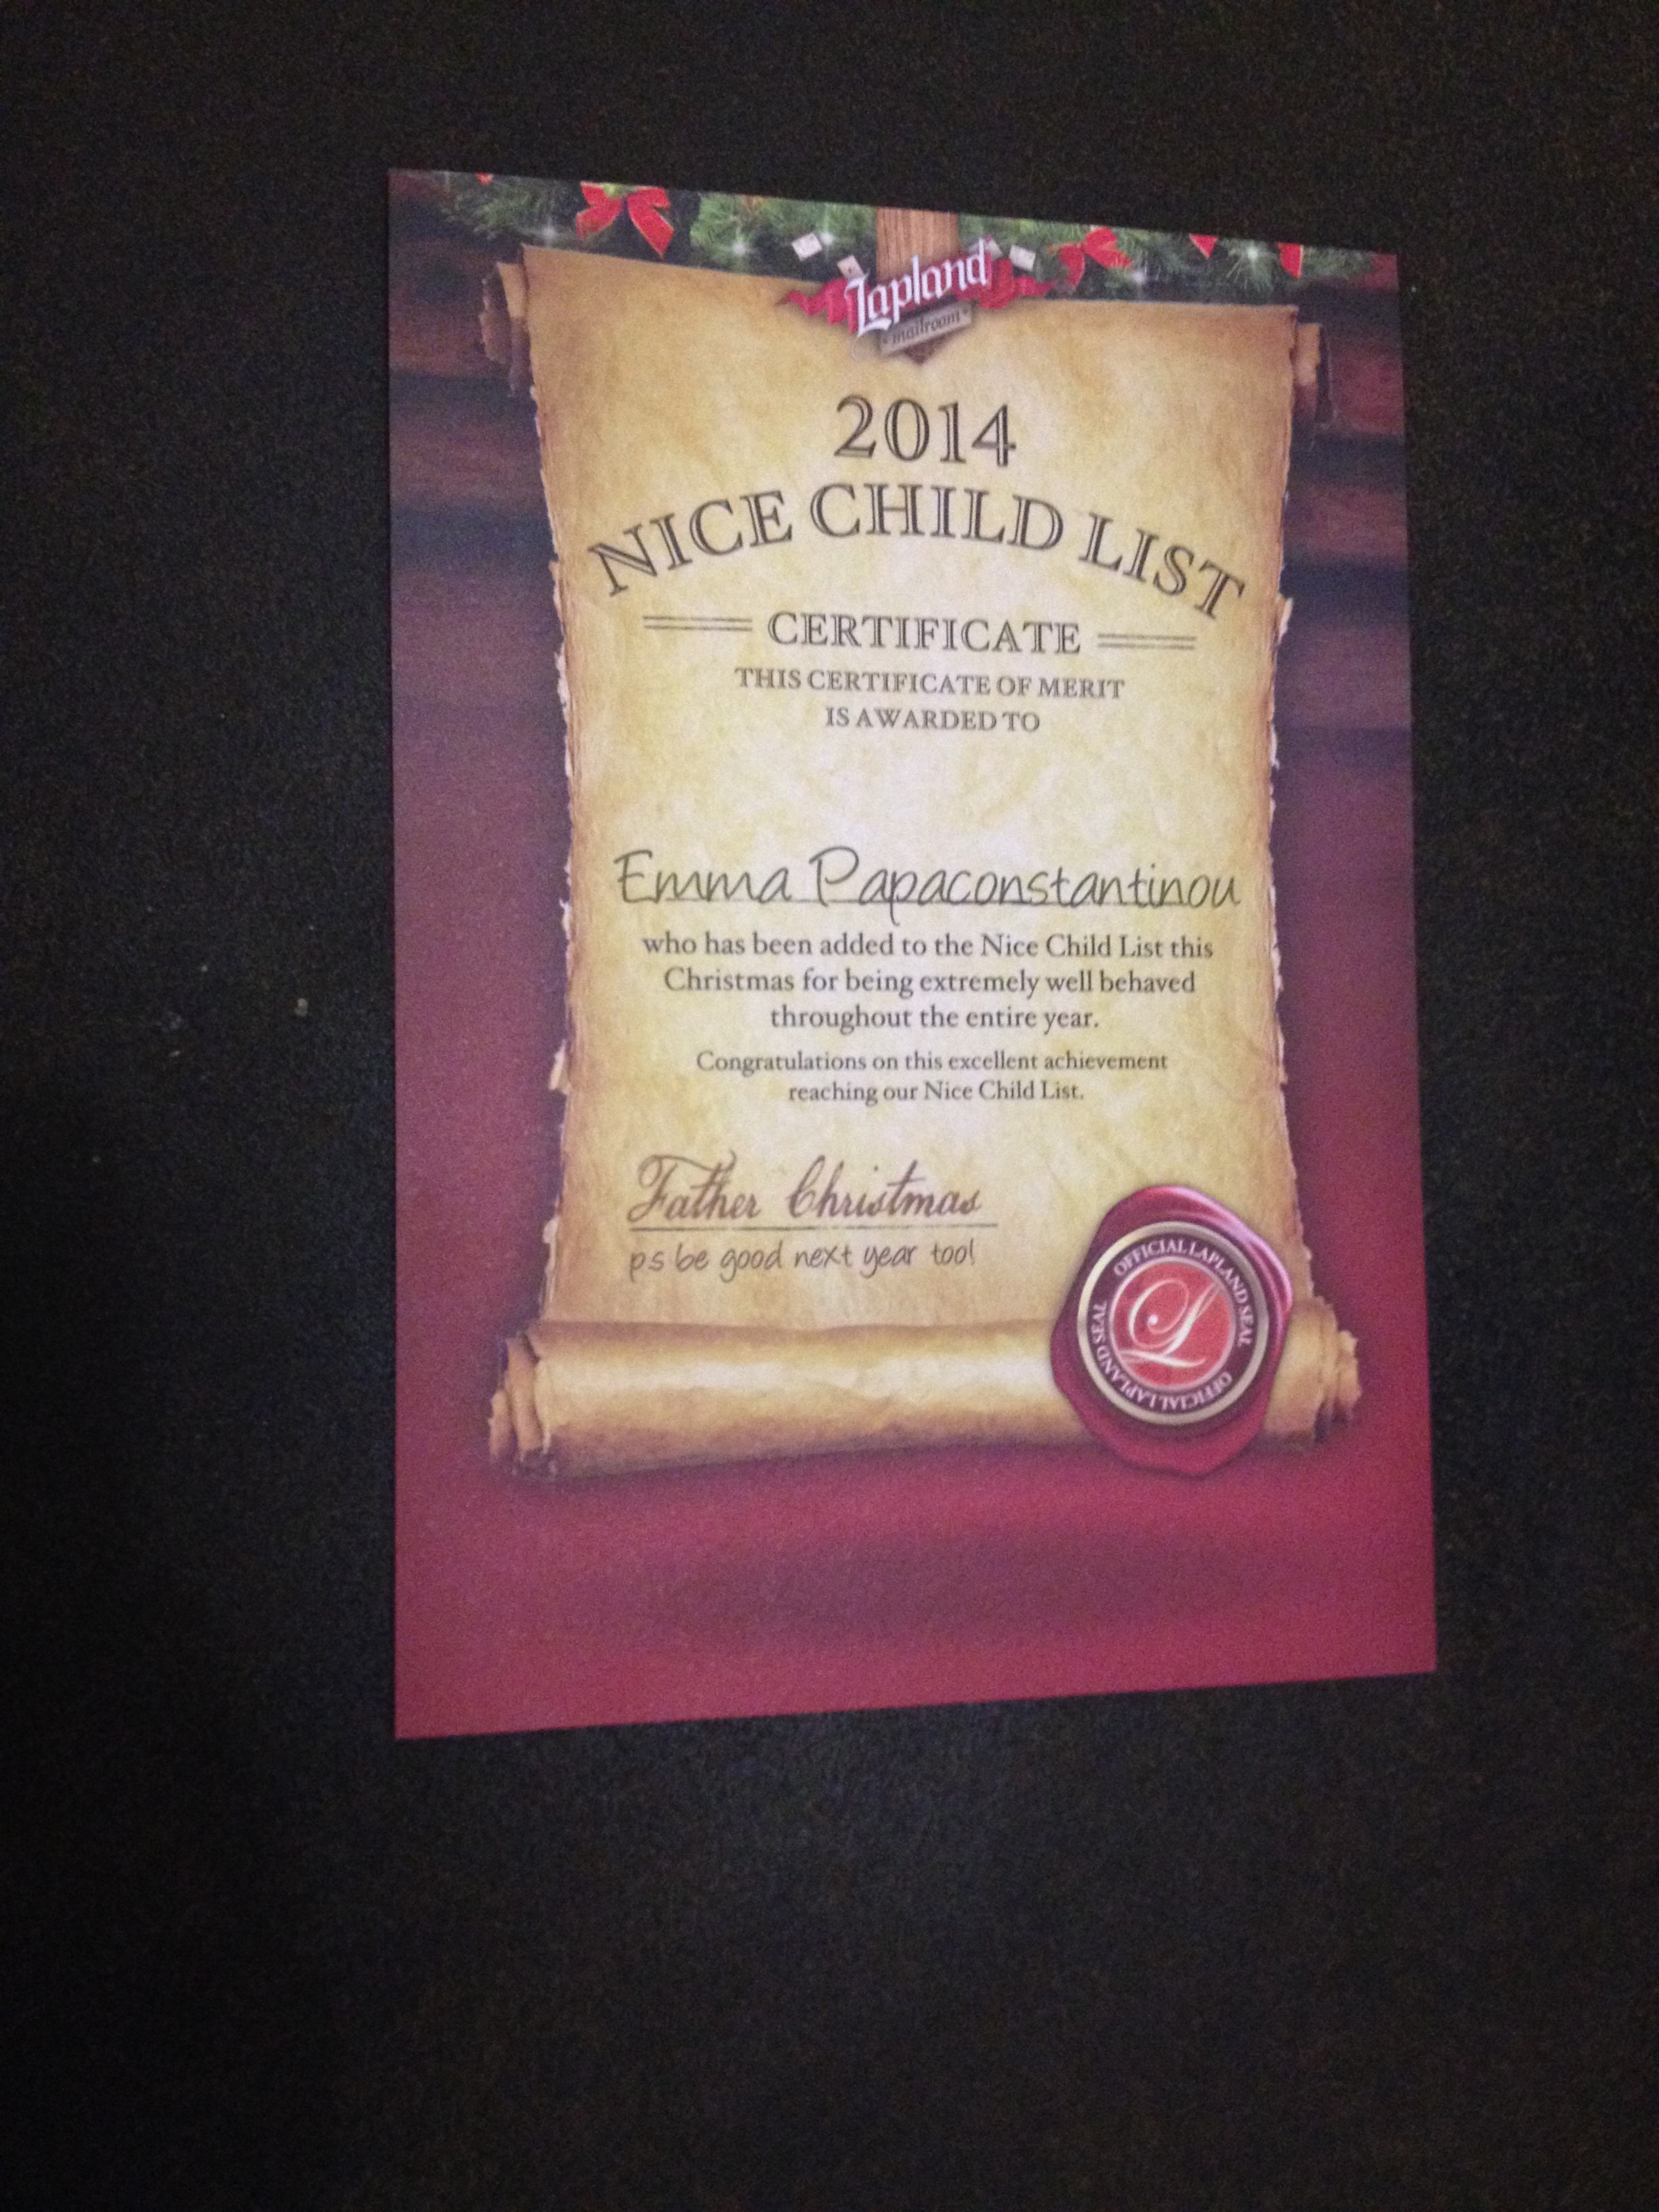 Lapland
mailroom
2014
NICE CHILD LIST
CERTIFICATE
THIS CERTIFICATE OF MERIT
IS AWARDED TO
Emma Papaconstantinou
who has been added to the Nice Child List this
Christmas for being extremely well behaved
throughout the entire year.
Congratulations on this excellent achievement
reaching our Nice Child List.
Father Christmas
ps be good next year too!
OFFICIAL LAPLAND SEAL
OFFICIAL LAPLAND SEAL
L